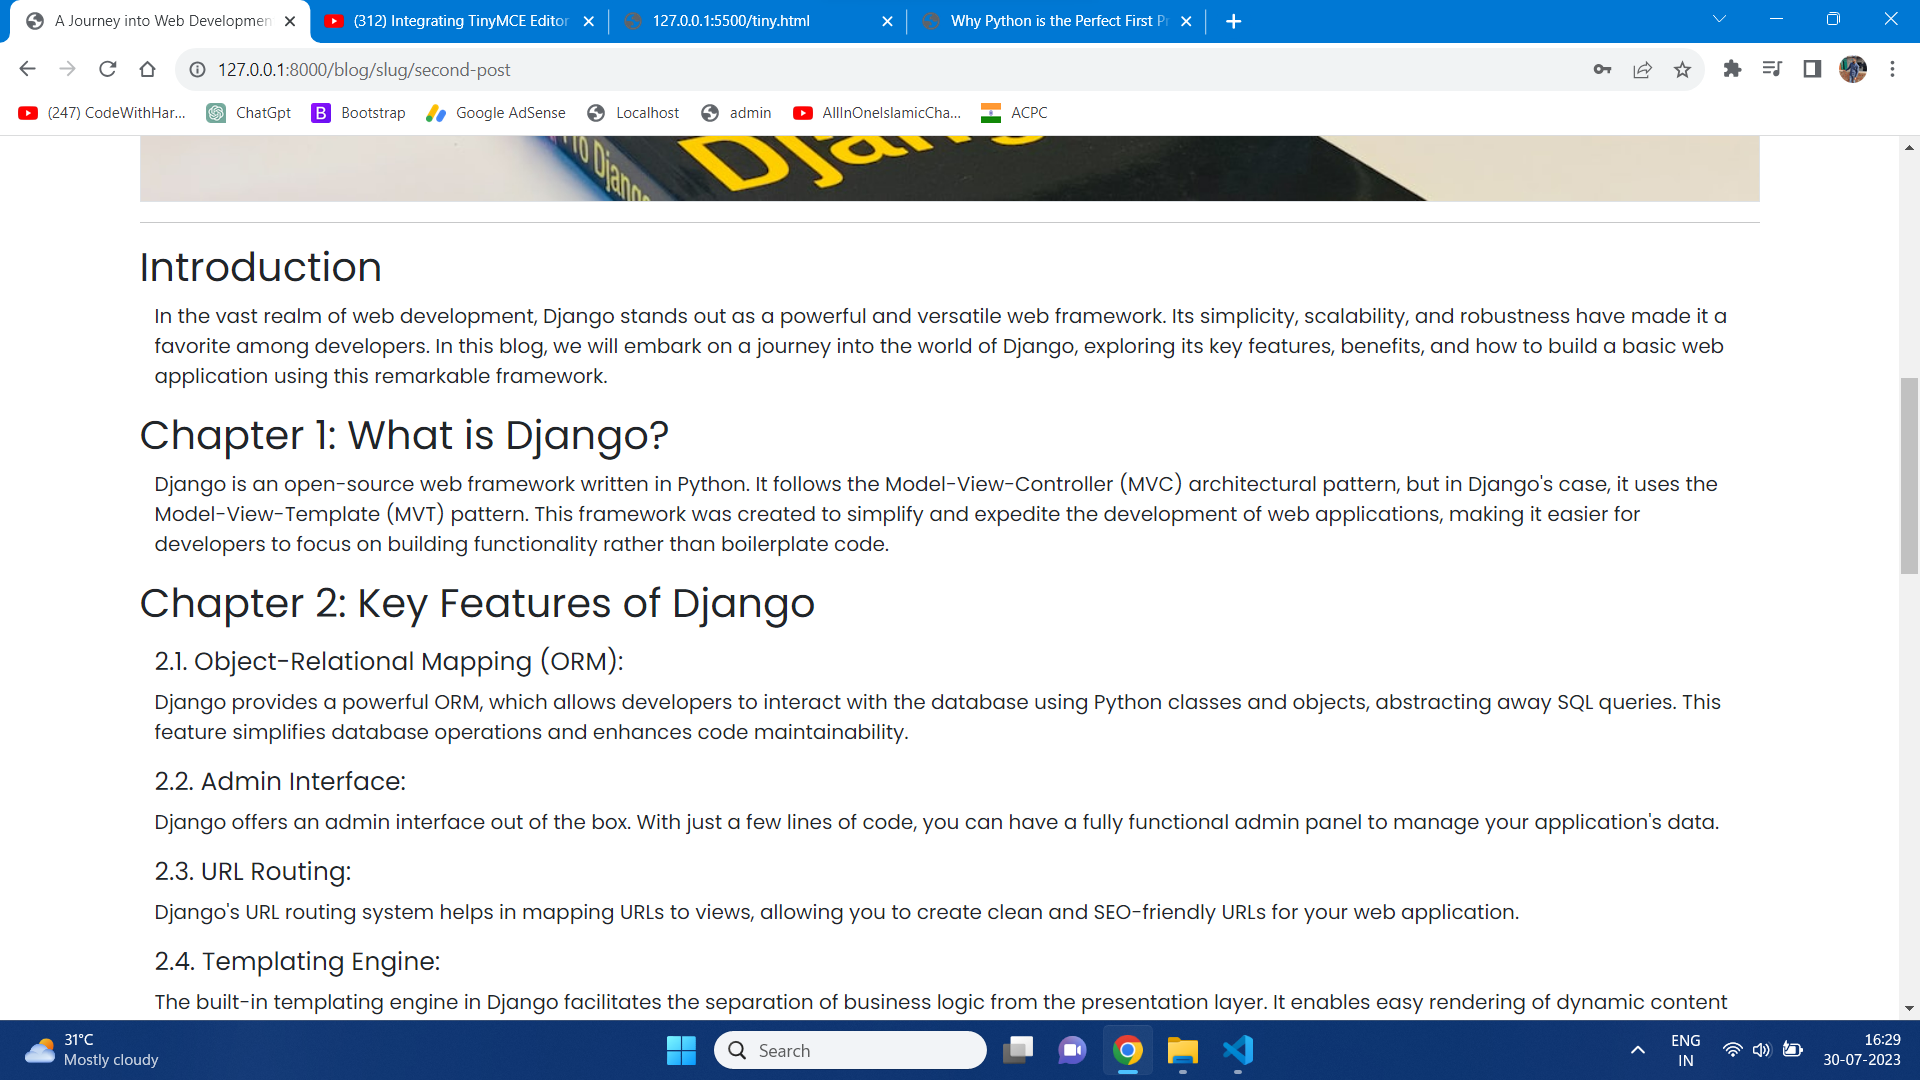 A Journey into Web Developmen
(312) Integrating TinyMCE Editor
127.0.0.1:5500/tiny.html
Why Python is the Perfect First Pr
127.0.0.1:8000/blog/slug/second-post
(247) CodeWithHar...
ChatGpt
B Bootstrap
Google AdSense
Localhost
admin
AllInOneIslamicCha...
ACPC
Pro Django
Django
Introduction
In the vast realm of web development, Django stands out as a powerful and versatile web framework. Its simplicity, scalability, and robustness have made it a
favorite among developers. In this blog, we will embark on a journey into the world of Django, exploring its key features, benefits, and how to build a basic web
application using this remarkable framework.
Chapter 1: What is Django?
Django is an open-source web framework written in Python. It follows the Model-View-Controller (MVC) architectural pattern, but in Django's case, it uses the
Model-View-Template (MVT) pattern. This framework was created to simplify and expedite the development of web applications, making it easier for
developers to focus on building functionality rather than boilerplate code.
Chapter 2: Key Features of Django
2.1. Object-Relational Mapping (ORM):
Django provides a powerful ORM, which allows developers to interact with the database using Python classes and objects, abstracting away SQL queries. This
feature simplifies database operations and enhances code maintainability.
2.2. Admin Interface:
Django offers an admin interface out of the box. With just a few lines of code, you can have a fully functional admin panel to manage your application's data.
2.3. URL Routing:
Django's URL routing system helps in mapping URLs to views, allowing you to create clean and SEO-friendly URLs for your web application.
2.4. Templating Engine:
The built-in templating engine in Django facilitates the separation of business logic from the presentation layer. It enables easy rendering of dynamic content
31°C
Mostly cloudy
Search
ENG
IN
16:29
30-07-2023